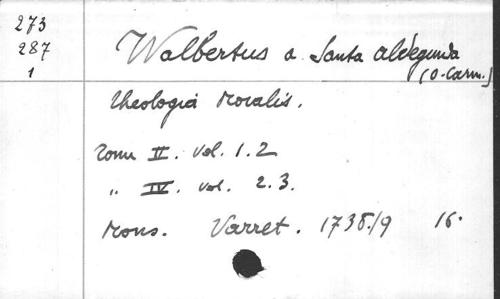 273
287
1
Walbertus a Santa Aldegunda
(O. Carm.)
Theologia Moralis.
Tomu II. Vol. 1.2
" IV. vol. 2.3.
Mons. Varret. 1738/9 16.